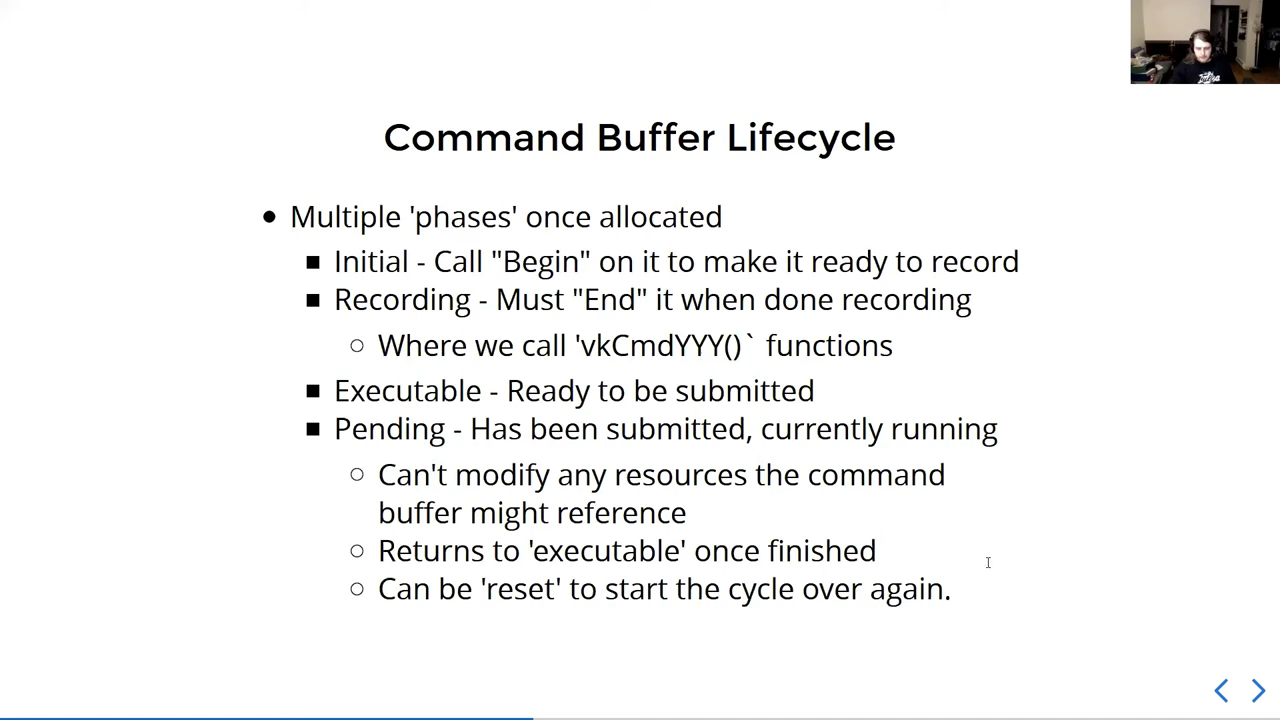 Command Buffer Lifecycle
Multiple 'phases' once allocated
Initial - Call "Begin" on it to make it ready to record
Recording - Must "End" it when done recording
Where we call 'vkCmdYYY()` functions
Executable - Ready to be submitted
Pending - Has been submitted, currently running
Can't modify any resources the command
buffer might reference
Returns to 'executable' once finished
Can be 'reset' to start the cycle over again.